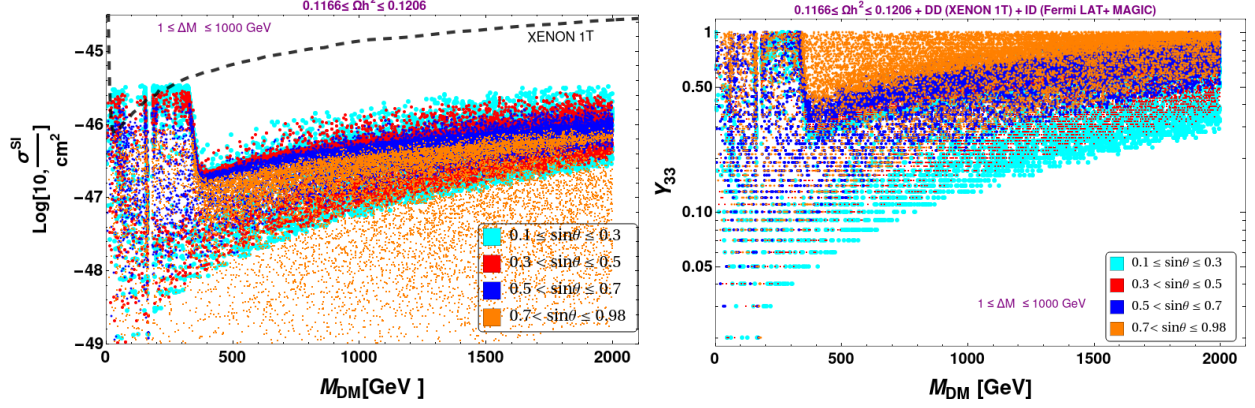 0.1166≤ Ωh² ≤ 0.1206
1 ≤ ΔM ≤ 1000 GeV
XENON 1T
Log[10, σ^SI/cm²]
−45
−46
−47
−48
−49
0.1 ≤ sinθ ≤ 0.3
0.3 < sinθ ≤ 0.5
0.5 < sinθ ≤ 0.7
0.7 < sinθ ≤ 0.98
0 500 1000 1500 2000
M_DM[GeV ]
0.1166≤ Ωh² ≤ 0.1206 + DD (XENON 1T) + ID (Fermi LAT+ MAGIC)
Y₃₃
1
0.50
0.10
0.05
0.1 ≤ sinθ ≤ 0.3
0.3 < sinθ ≤ 0.5
0.5 < sinθ ≤ 0.7
0.7< sinθ ≤ 0.98
1 ≤ ΔM ≤ 1000 GeV
0 500 1000 1500 2000
M_DM [GeV]